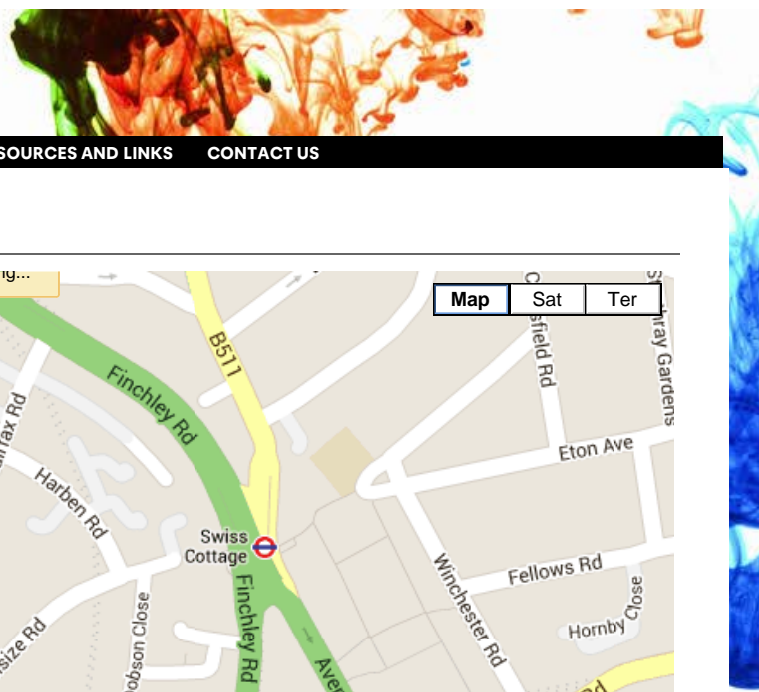 SOURCES AND LINKS CONTACT US
Map Sat Ter
B511
Finchley Rd
Eton Ave
Harben Rd
Swiss
Cottage
Fellows Rd
Winchester Rd
Finchley Rd
Hornby Close